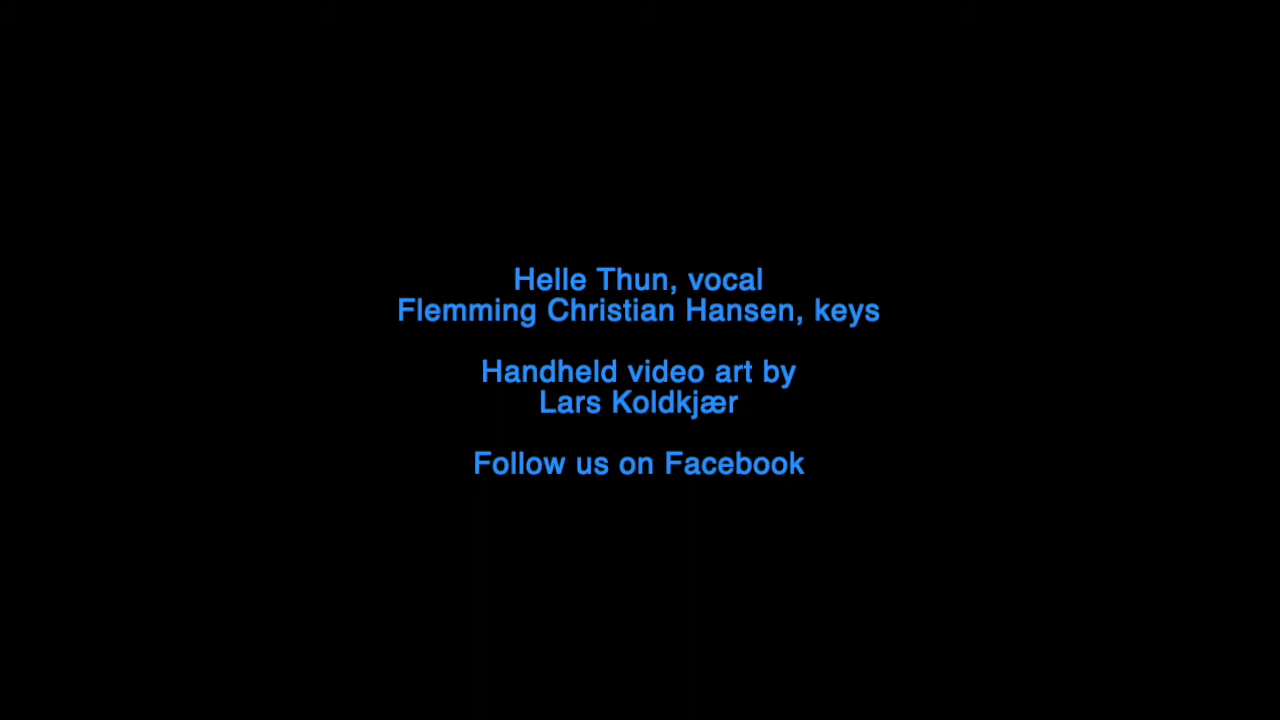 Helle Thun, vocal
Flemming Christian Hansen, keys
Handheld video art by
Lars Koldkjær
Follow us on Facebook